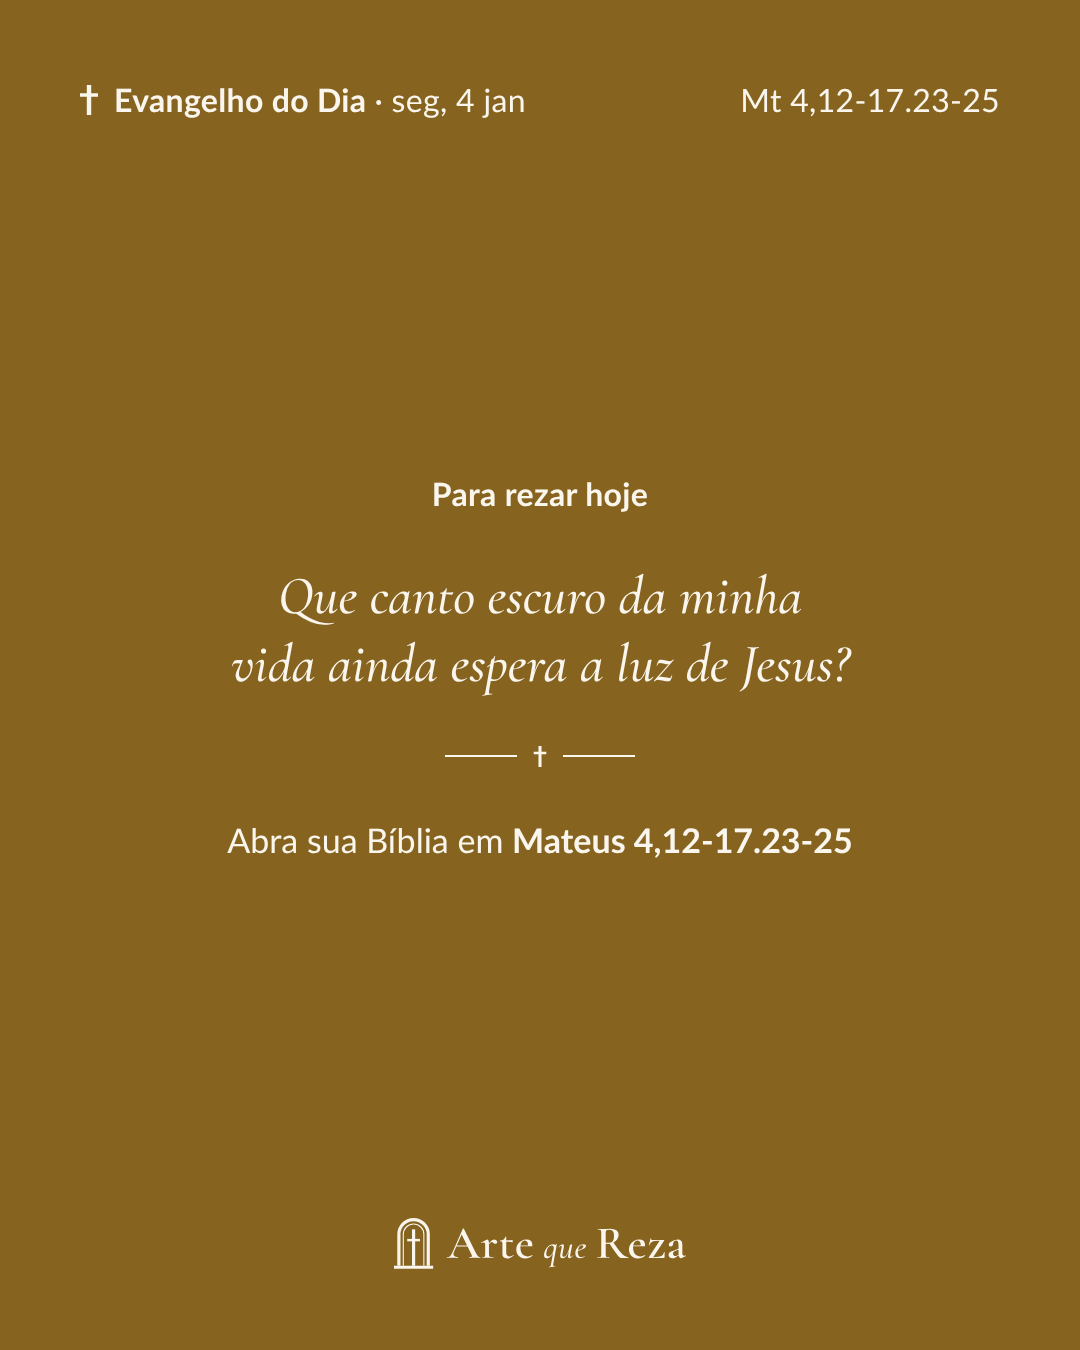 ✝ Evangelho do Dia · seg, 4 jan
Mt 4,12-17.23-25
Para rezar hoje
Que canto escuro da minha
vida ainda espera a luz de Jesus?
✝
Abra sua Bíblia em Mateus 4,12-17.23-25
Arte que Reza